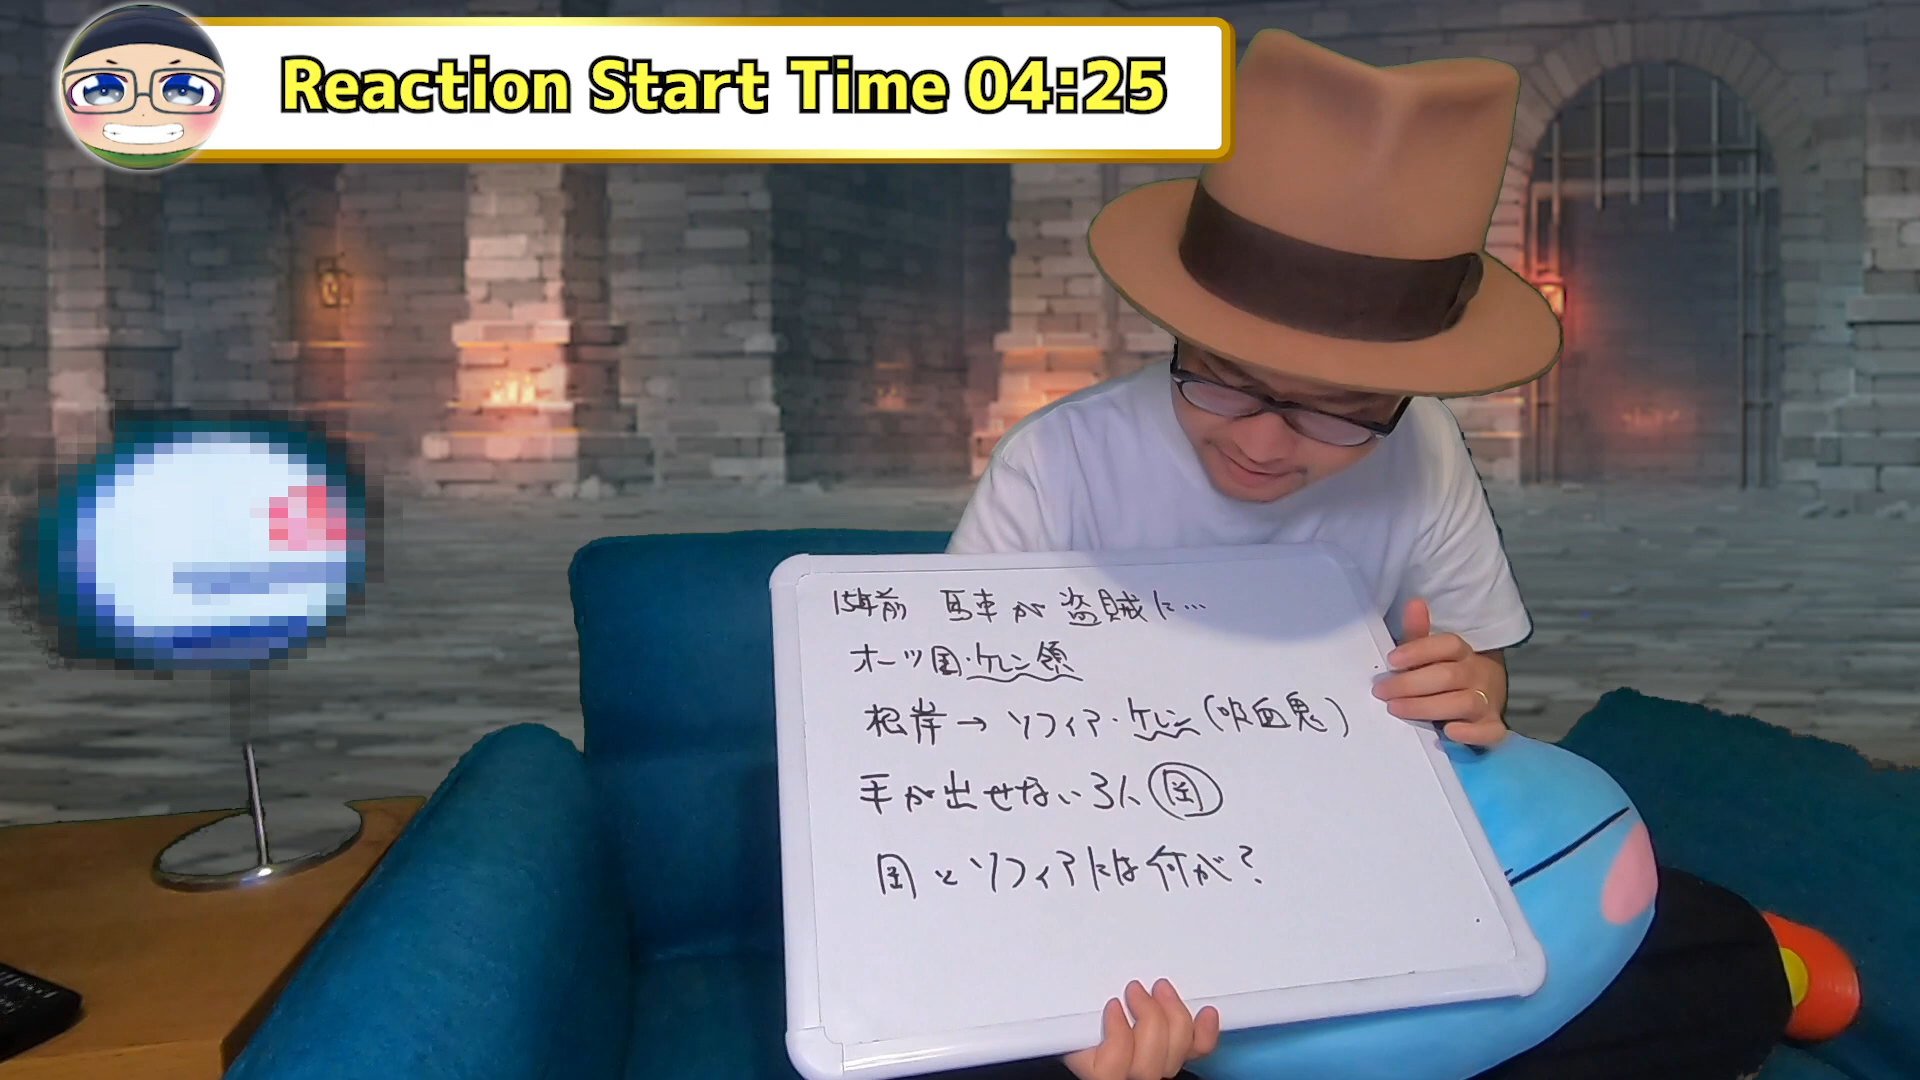 Reaction Start Time 04:25
15年前 馬車が盗賊に…
オーツ国・ケレン領
根岸→ソフィア・ケレン(吸血鬼)
手が出せない3人 国
国とソフィアには何が?